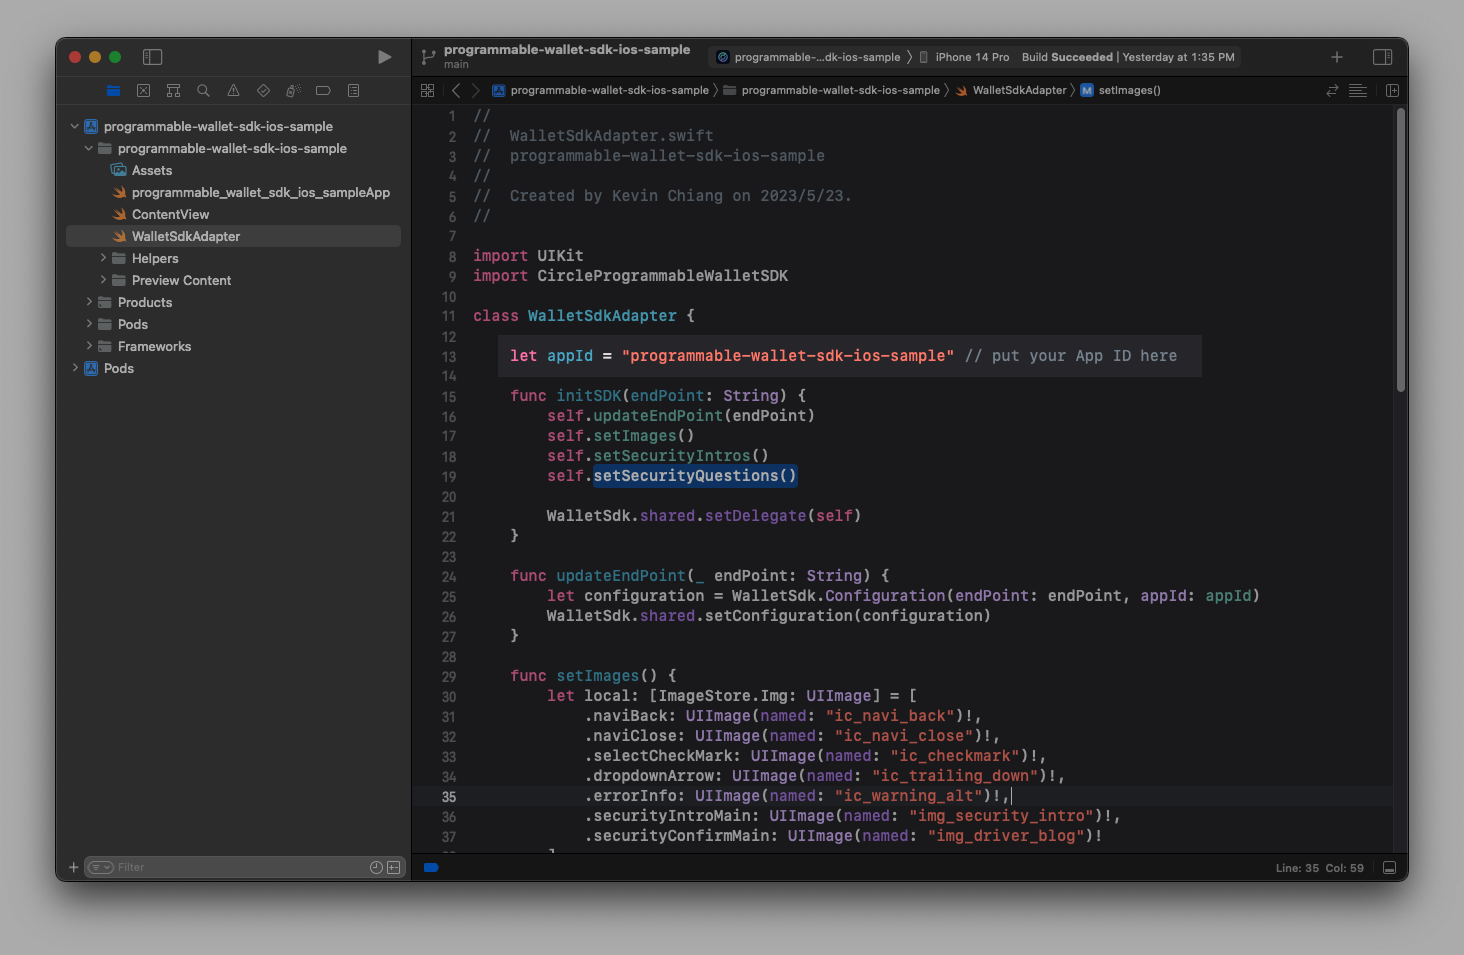 programmable-wallet-sdk-ios-sample
main
programmable-...dk-ios-sample
iPhone 14 Pro
Build Succeeded | Yesterday at 1:35 PM
programmable-wallet-sdk-ios-sample
programmable-wallet-sdk-ios-sample
WalletSdkAdapter
M
setImages()
programmable-wallet-sdk-ios-sample
programmable-wallet-sdk-ios-sample
Assets
programmable_wallet_sdk_ios_sampleApp
ContentView
WalletSdkAdapter
Helpers
Preview Content
Products
Pods
Frameworks
Pods
Filter
1 //
2 // WalletSdkAdapter.swift
3 // programmable-wallet-sdk-ios-sample
4 //
5 // Created by Kevin Chiang on 2023/5/23.
6 //
7
8 import UIKit
9 import CircleProgrammableWalletSDK
10
11 class WalletSdkAdapter {
12
13 let appId = "programmable-wallet-sdk-ios-sample" // put your App ID here
14
15 func initSDK(endPoint: String) {
16 self.updateEndPoint(endPoint)
17 self.setImages()
18 self.setSecurityIntros()
19 self.setSecurityQuestions()
20
21 WalletSdk.shared.setDelegate(self)
22 }
23
24 func updateEndPoint(_ endPoint: String) {
25 let configuration = WalletSdk.Configuration(endPoint: endPoint, appId: appId)
26 WalletSdk.shared.setConfiguration(configuration)
27 }
28
29 func setImages() {
30 let local: [ImageStore.Img: UIImage] = [
31 .naviBack: UIImage(named: "ic_navi_back")!,
32 .naviClose: UIImage(named: "ic_navi_close")!,
33 .selectCheckMark: UIImage(named: "ic_checkmark")!,
34 .dropdownArrow: UIImage(named: "ic_trailing_down")!,
35 .errorInfo: UIImage(named: "ic_warning_alt")!,
36 .securityIntroMain: UIImage(named: "img_security_intro")!,
37 .securityConfirmMain: UIImage(named: "img_driver_blog")!
Line: 35 Col: 59